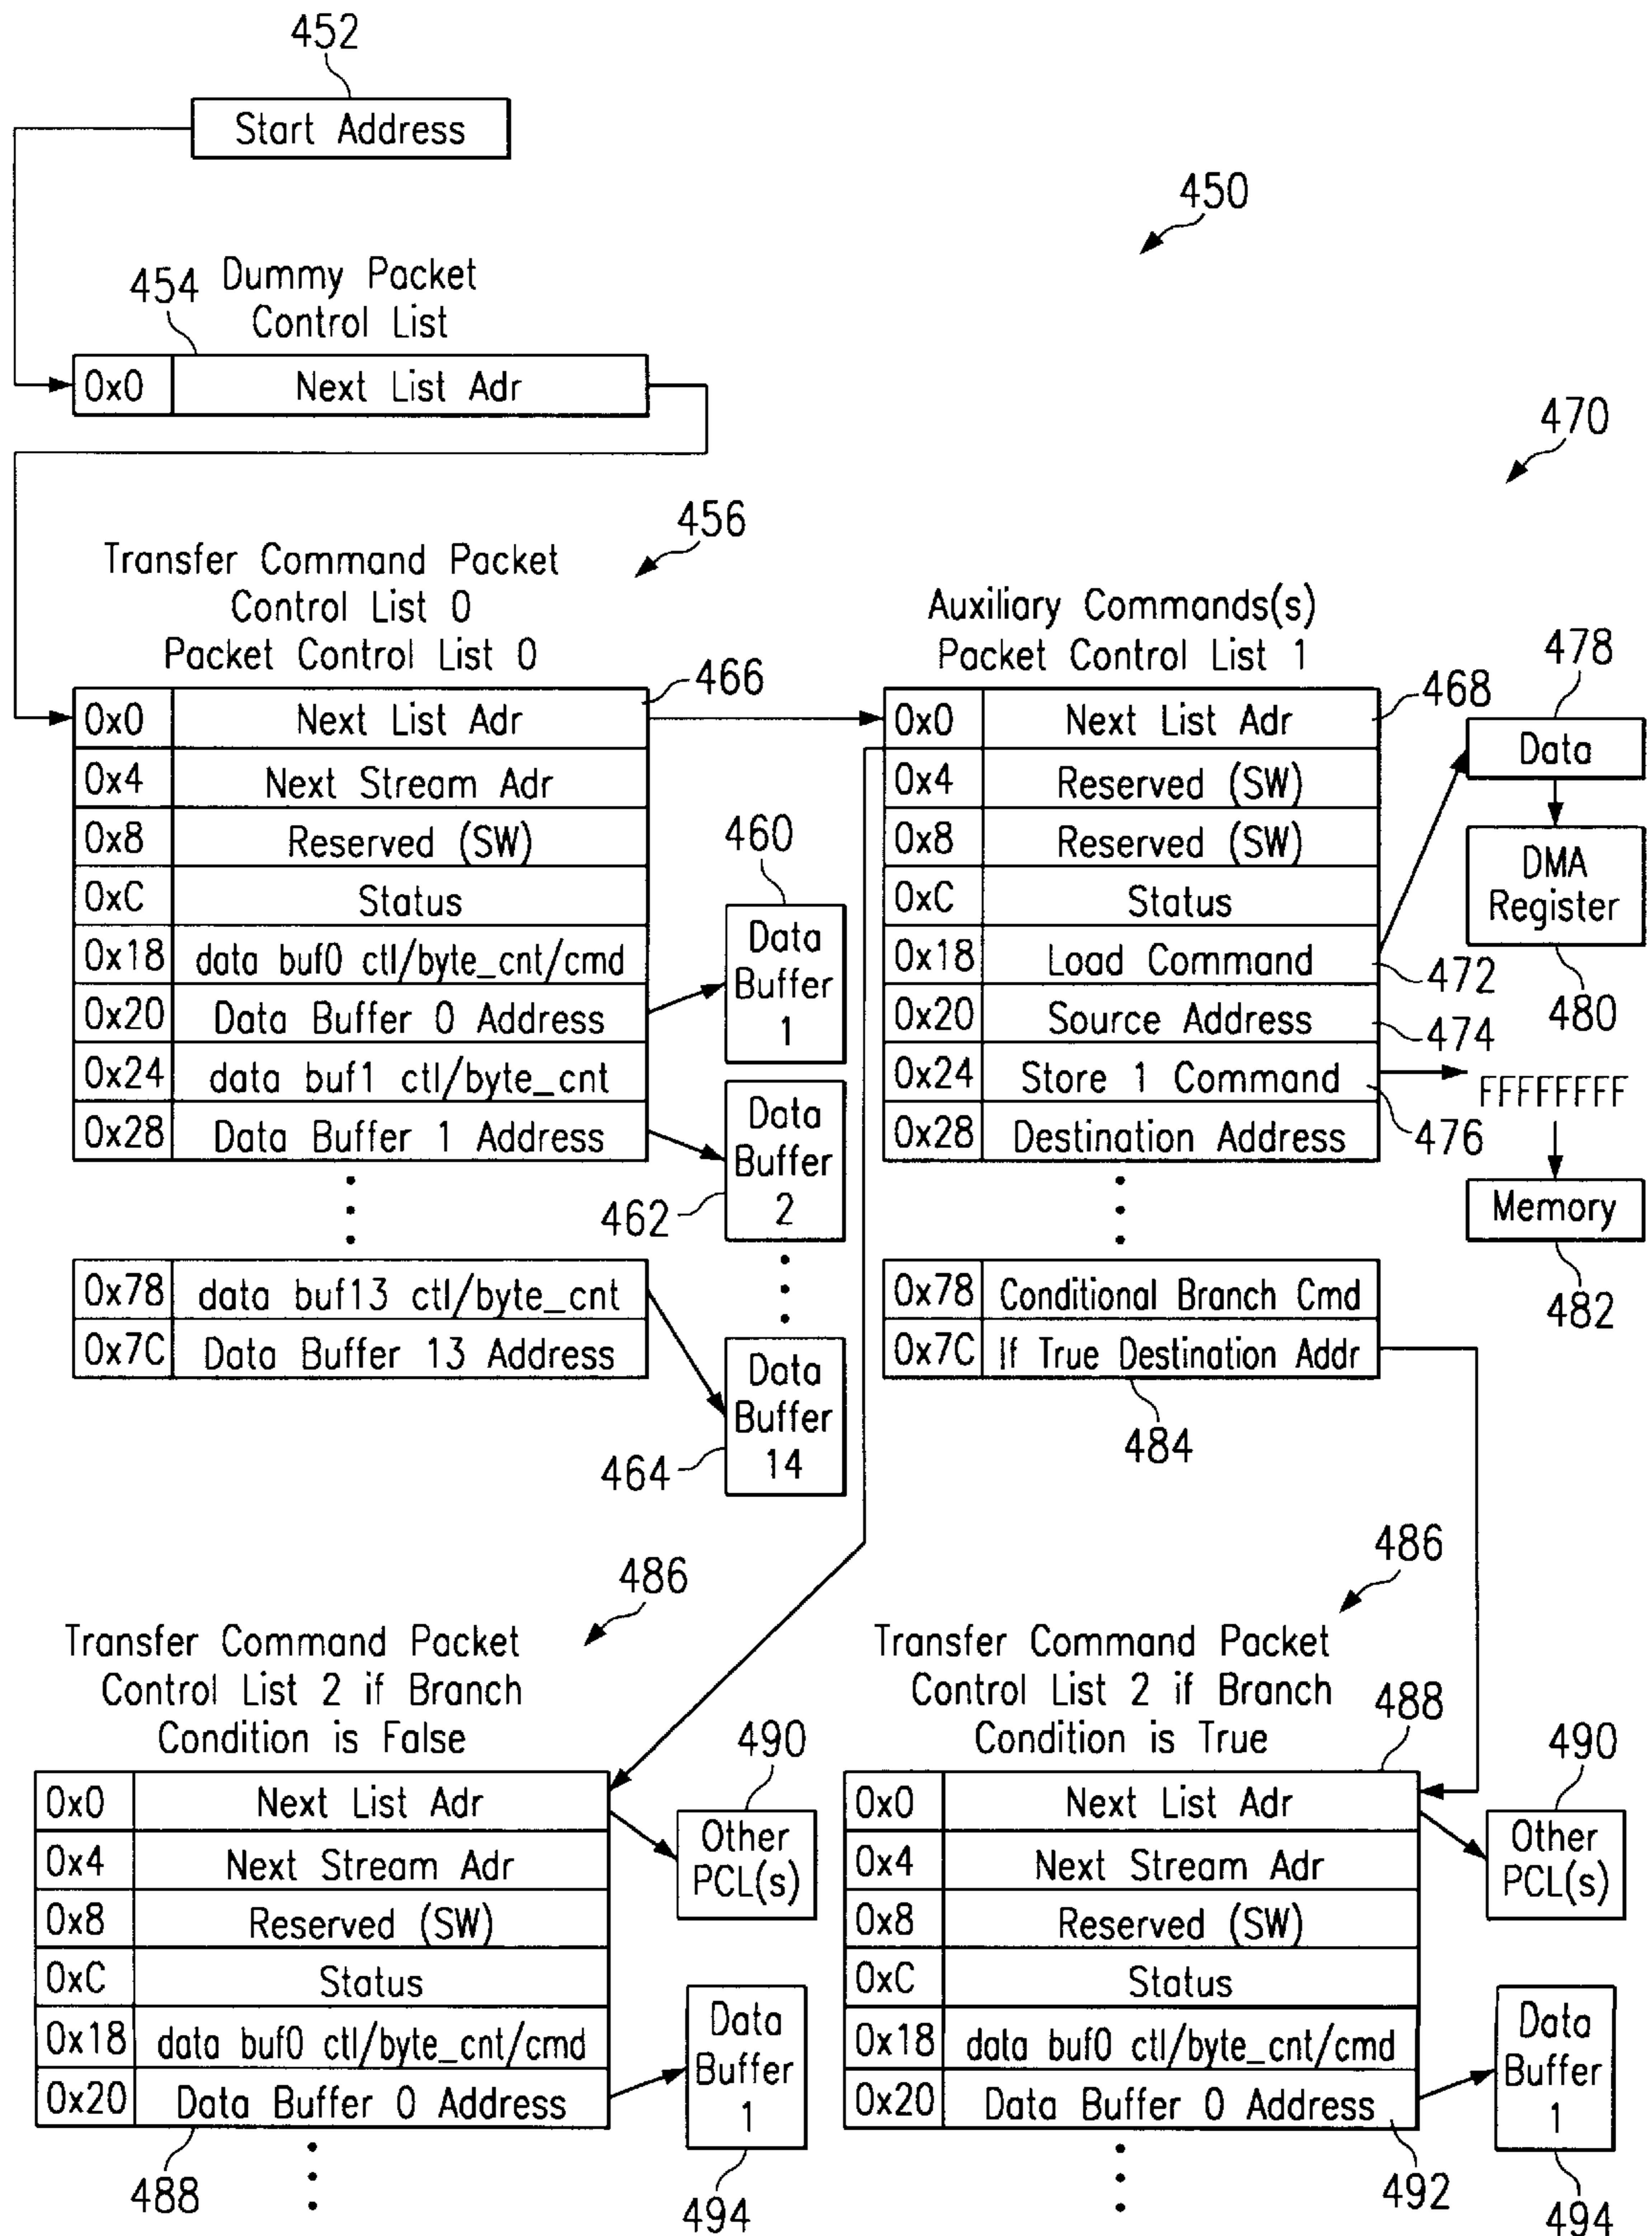 452
Start Address
450
454
Dummy Packet
Control List
0x0 Next List Adr
470
456
Transfer Command Packet
Control List 0
Packet Control List 0
466
0x0 Next List Adr
0x4 Next Stream Adr
0x8 Reserved (SW)
0xC Status
0x18 data buf0 ctl/byte_cnt/cmd
0x20 Data Buffer 0 Address
0x24 data buf1 ctl/byte_cnt
0x28 Data Buffer 1 Address
0x78 data buf13 ctl/byte_cnt
0x7C Data Buffer 13 Address
460
Data
Buffer
1
Data
Buffer
2
462
Data
Buffer
14
464
Auxiliary Commands(s)
Packet Control List 1
468
0x0 Next List Adr
0x4 Reserved (SW)
0x8 Reserved (SW)
0xC Status
0x18 Load Command
472
0x20 Source Address
474
0x24 Store 1 Command
476
0x28 Destination Address
0x78 Conditional Branch Cmd
0x7C If True Destination Addr
484
478
Data
DMA
Register
480
FFFFFFFF
Memory
482
486
Transfer Command Packet
Control List 2 if Branch
Condition is False
0x0 Next List Adr
0x4 Next Stream Adr
0x8 Reserved (SW)
0xC Status
0x18 data buf0 ctl/byte_cnt/cmd
0x20 Data Buffer 0 Address
488
490
Other
PCL(s)
Data
Buffer
1
494
486
Transfer Command Packet
Control List 2 if Branch
Condition is True
488
0x0 Next List Adr
0x4 Next Stream Adr
0x8 Reserved (SW)
0xC Status
0x18 data buf0 ctl/byte_cnt/cmd
0x20 Data Buffer 0 Address
492
490
Other
PCL(s)
Data
Buffer
1
494